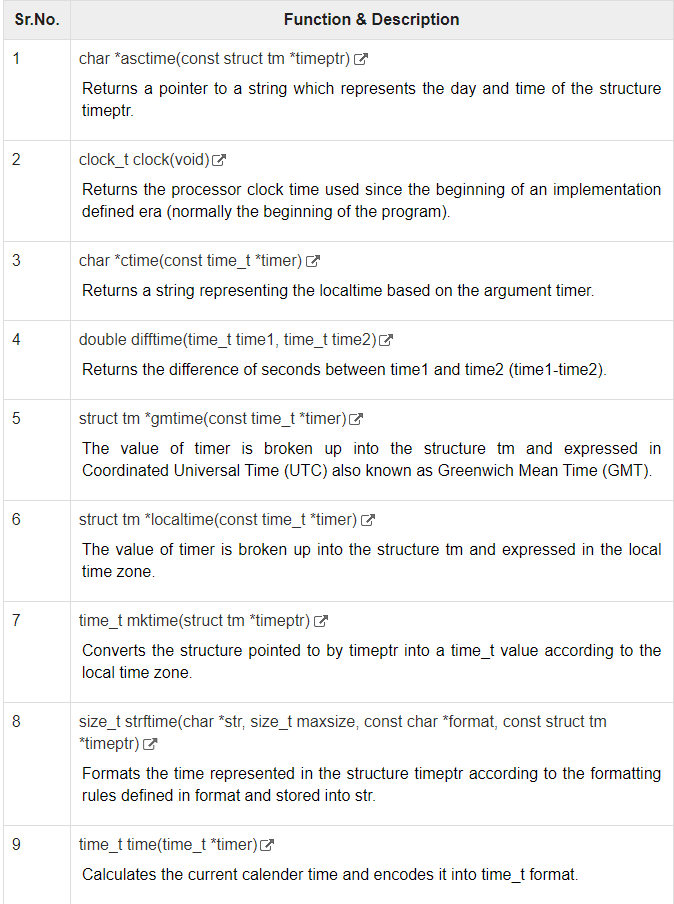 Sr.No. Function & Description
1 char *asctime(const struct tm *timeptr)
Returns a pointer to a string which represents the day and time of the structure
timeptr.
2 clock_t clock(void)
Returns the processor clock time used since the beginning of an implementation
defined era (normally the beginning of the program).
3 char *ctime(const time_t *timer)
Returns a string representing the localtime based on the argument timer.
4 double difftime(time_t time1, time_t time2)
Returns the difference of seconds between time1 and time2 (time1-time2).
5 struct tm *gmtime(const time_t *timer)
The value of timer is broken up into the structure tm and expressed in
Coordinated Universal Time (UTC) also known as Greenwich Mean Time (GMT).
6 struct tm *localtime(const time_t *timer)
The value of timer is broken up into the structure tm and expressed in the local
time zone.
7 time_t mktime(struct tm *timeptr)
Converts the structure pointed to by timeptr into a time_t value according to the
local time zone.
8 size_t strftime(char *str, size_t maxsize, const char *format, const struct tm
*timeptr)
Formats the time represented in the structure timeptr according to the formatting
rules defined in format and stored into str.
9 time_t time(time_t *timer)
Calculates the current calender time and encodes it into time_t format.